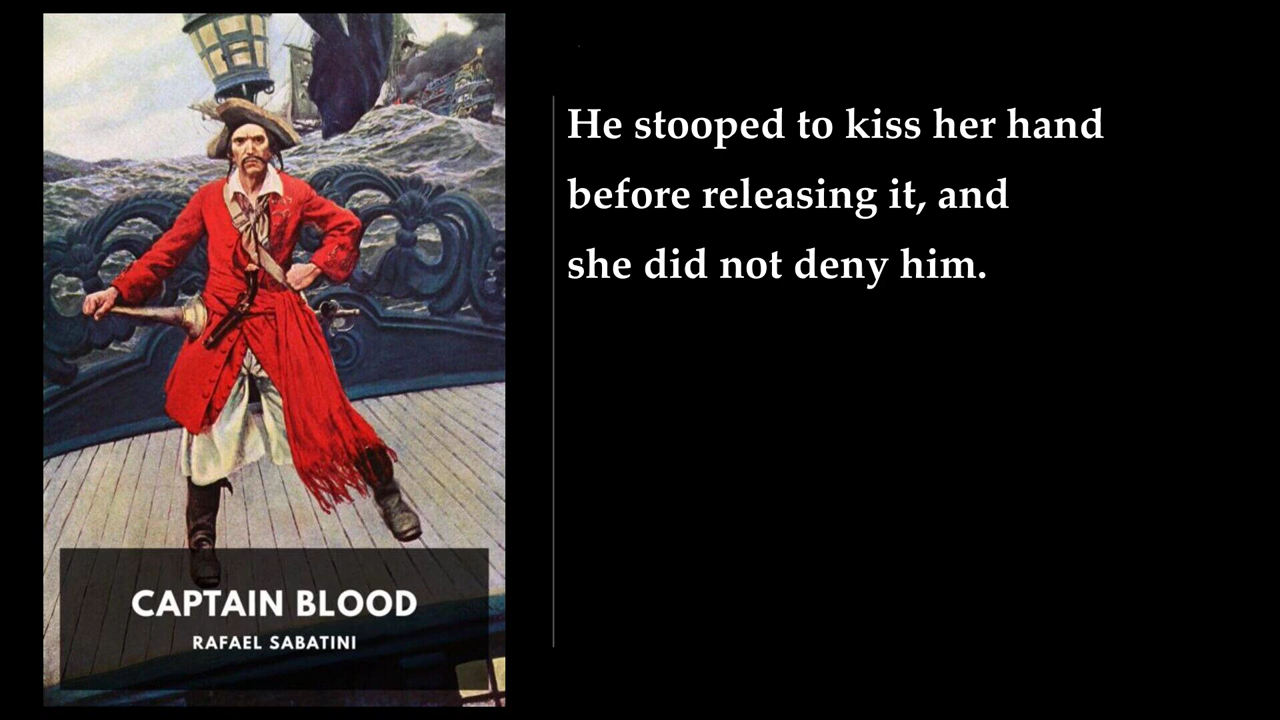 He stooped to kiss her hand
before releasing it, and
she did not deny him.
CAPTAIN BLOOD
RAFAEL SABATINI